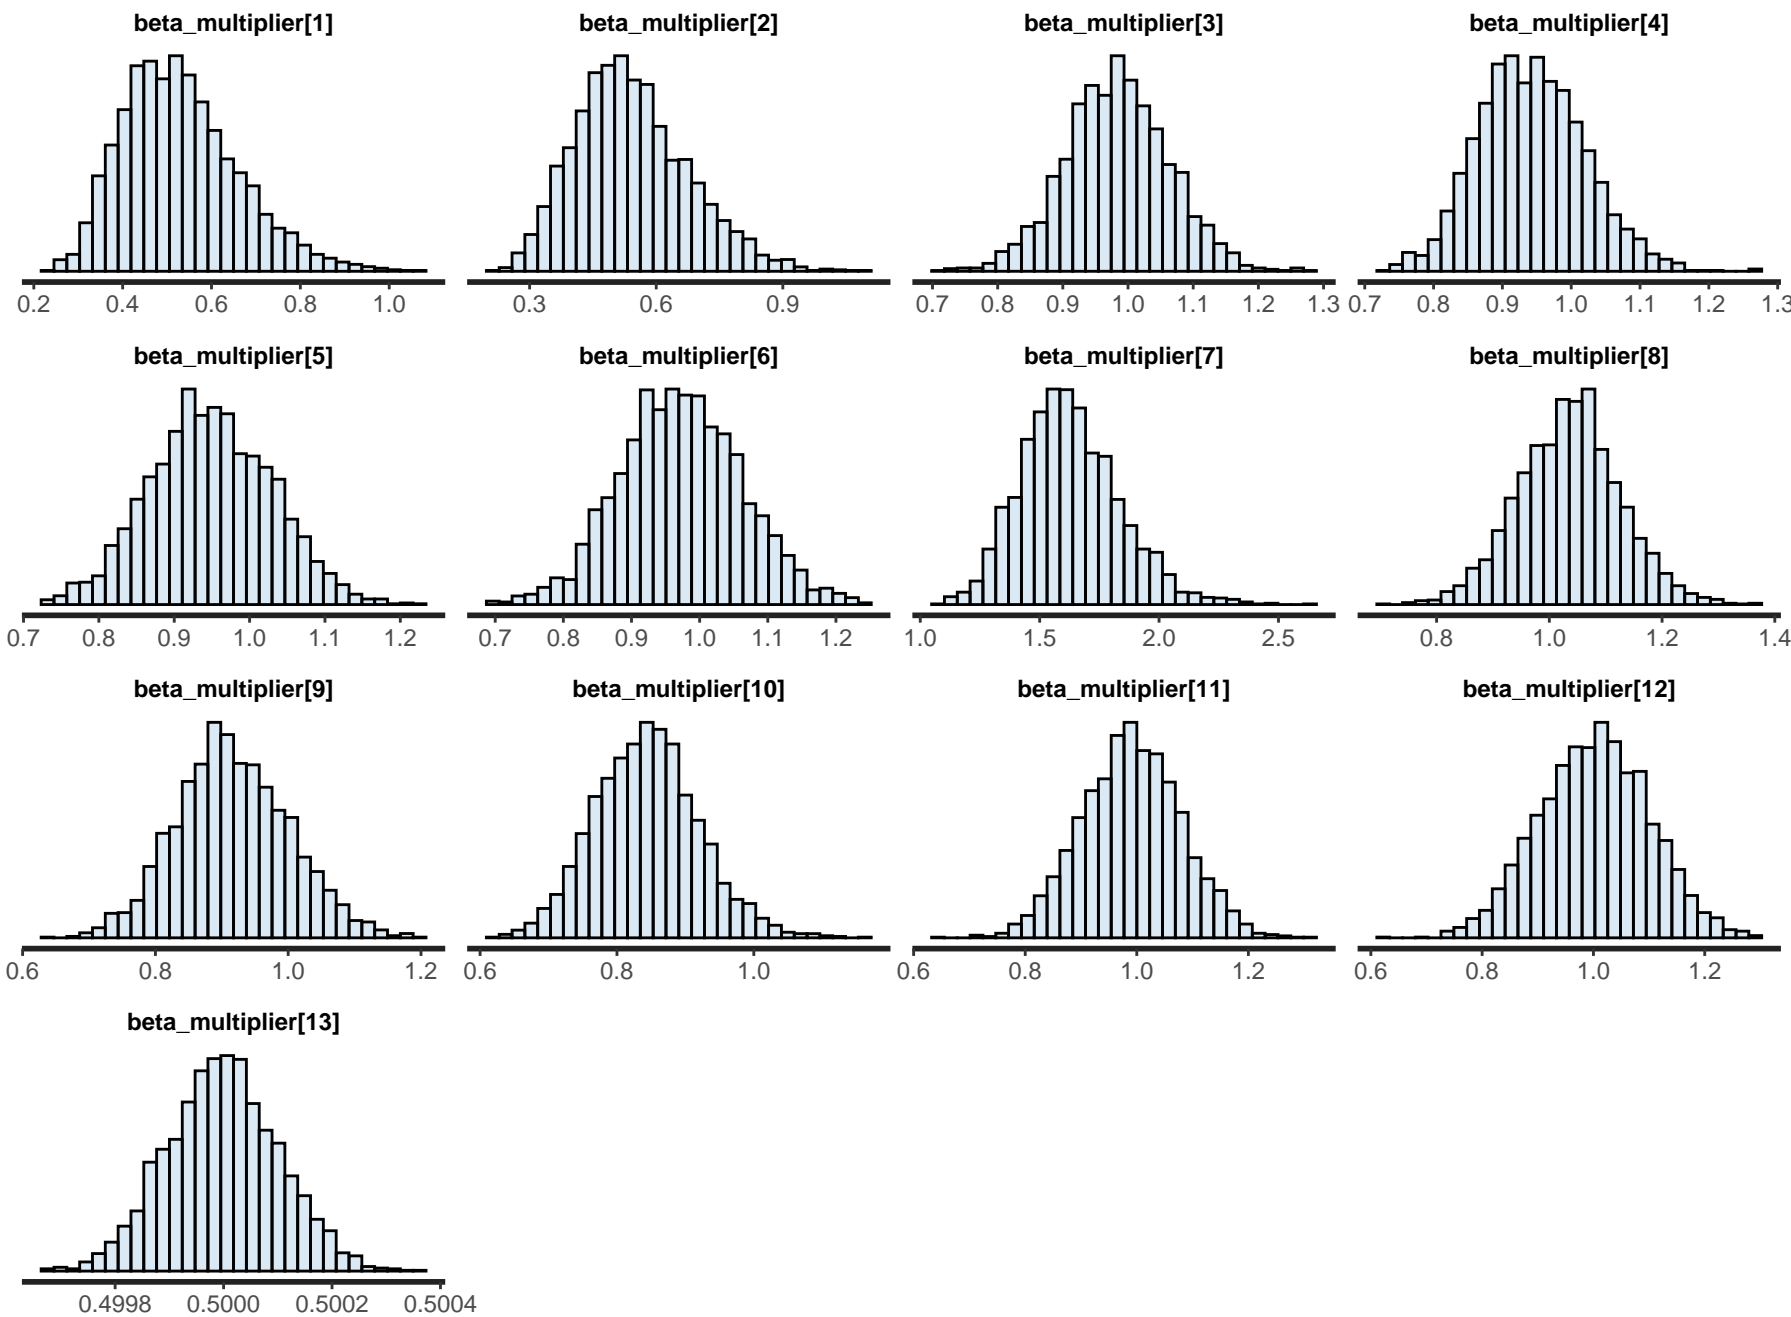 beta_multiplier[1] beta_multiplier[2] beta_multiplier[3] beta_multiplier[4]
0.2 0.4 0.6 0.8 1.0 0.3 0.6 0.9 0.7 0.8 0.9 1.0 1.1 1.2 1.3 0.7 0.8 0.9 1.0 1.1 1.2 1.3
beta_multiplier[5] beta_multiplier[6] beta_multiplier[7] beta_multiplier[8]
0.7 0.8 0.9 1.0 1.1 1.2 0.7 0.8 0.9 1.0 1.1 1.2 1.0 1.5 2.0 2.5 0.8 1.0 1.2 1.4
beta_multiplier[9] beta_multiplier[10] beta_multiplier[11] beta_multiplier[12]
0.6 0.8 1.0 1.2 0.6 0.8 1.0 0.6 0.8 1.0 1.2 0.6 0.8 1.0 1.2
beta_multiplier[13]
0.4998 0.5000 0.5002 0.5004